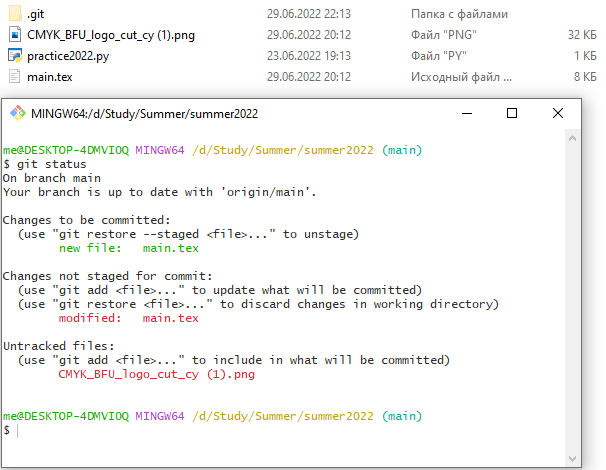 .git 29.06.2022 22:13 Папка с файлами
CMYK_BFU_logo_cut_cy (1).png 29.06.2022 20:12 Файл "PNG" 32 КБ
practice2022.py 23.06.2022 19:13 Файл "PY" 1 КБ
main.tex 29.06.2022 20:12 Исходный файл ... 8 КБ
MINGW64:/d/Study/Summer/summer2022
me@DESKTOP-4DMVIOQ MINGW64 /d/Study/Summer/summer2022 (main)
$ git status
On branch main
Your branch is up to date with 'origin/main'.
Changes to be committed:
(use "git restore --staged <file>..." to unstage)
new file: main.tex
Changes not staged for commit:
(use "git add <file>..." to update what will be committed)
(use "git restore <file>..." to discard changes in working directory)
modified: main.tex
Untracked files:
(use "git add <file>..." to include in what will be committed)
CMYK_BFU_logo_cut_cy (1).png
me@DESKTOP-4DMVIOQ MINGW64 /d/Study/Summer/summer2022 (main)
$